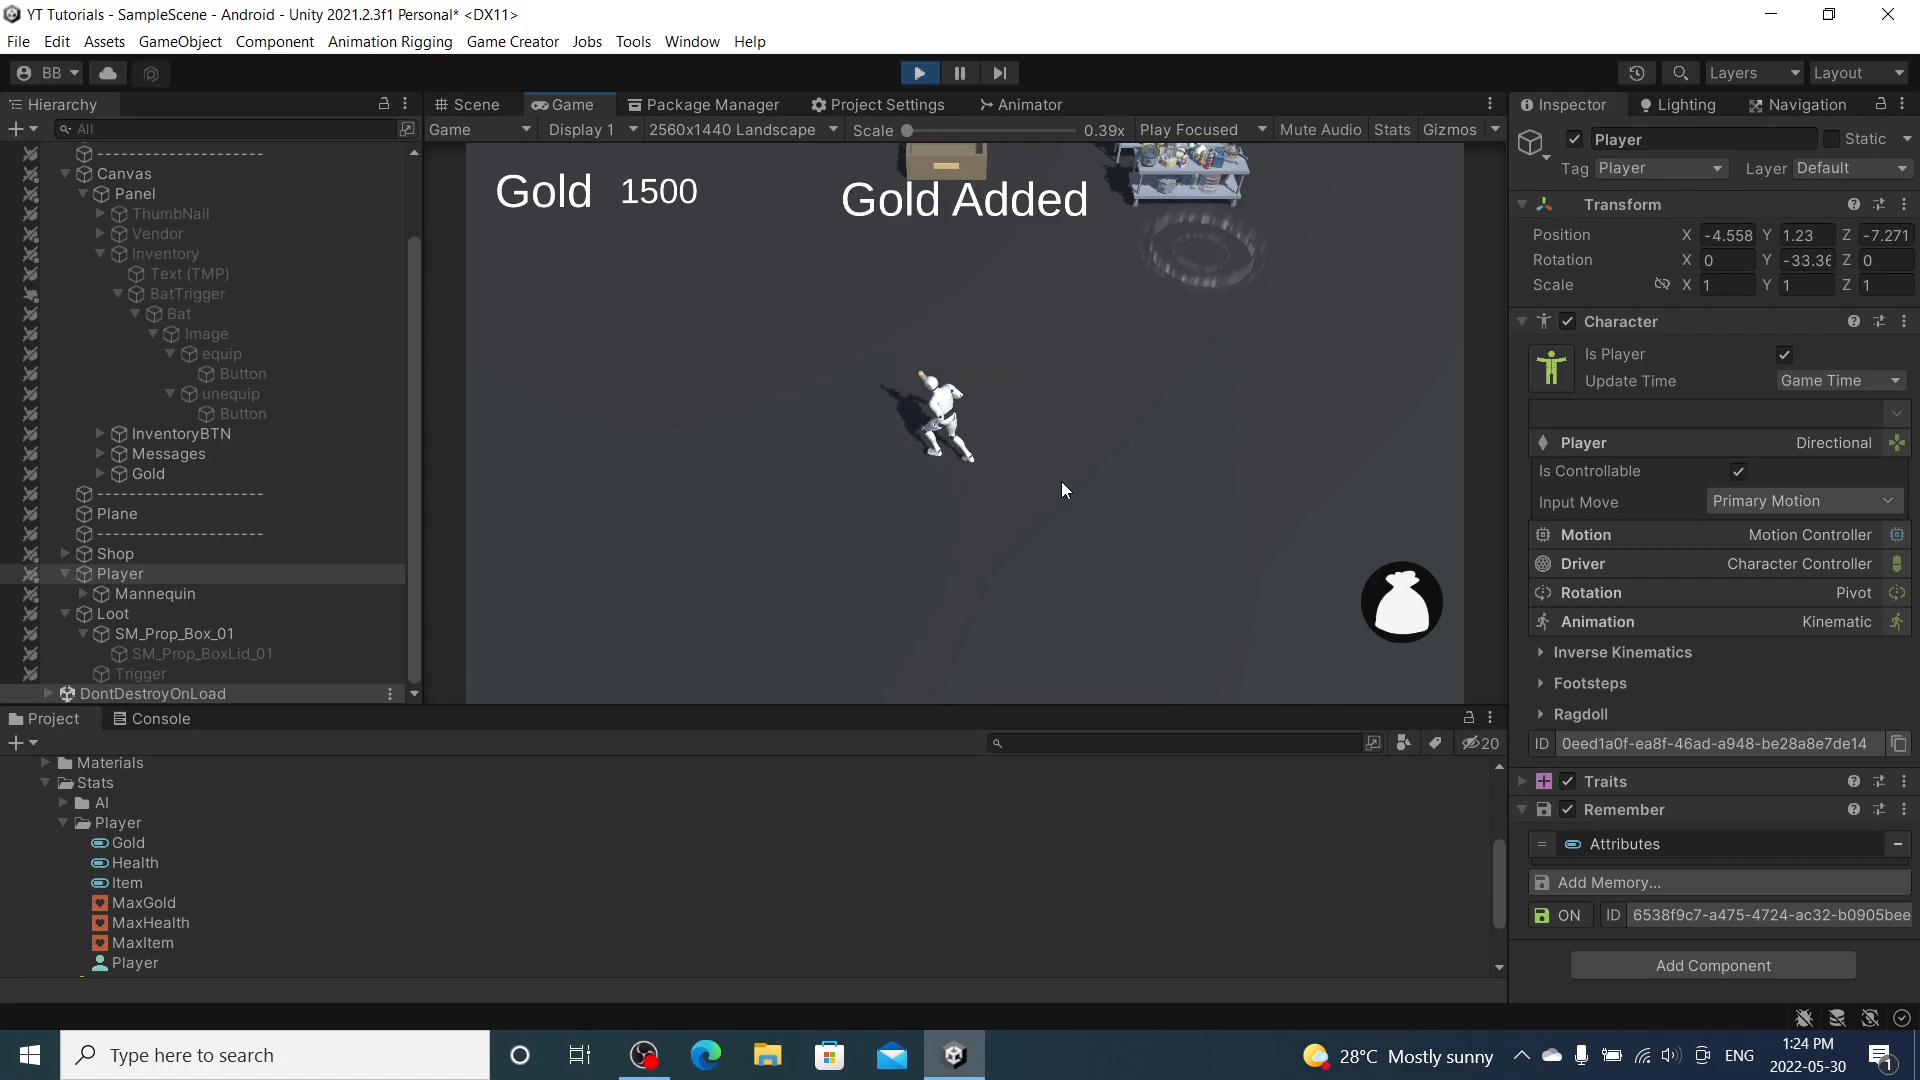 YT Tutorials - SampleScene - Android - Unity 2021.2.3f1 Personal* <DX11>
File Edit Assets GameObject Component Animation Rigging Game Creator Jobs Tools Window Help
BB
Layers Layout
Hierarchy
Scene Game Package Manager Project Settings Animator
Inspector Lighting Navigation
All
Game Display 1 2560x1440 Landscape Scale 0.39x Play Focused Mute Audio Stats Gizmos
Player Static
Tag Player Layer Default
--------------------
Canvas
Panel
ThumbNail
Vendor
Inventory
Text (TMP)
BatTrigger
Bat
Image
equip
Button
unequip
Button
InventoryBTN
Messages
Gold
--------------------
Plane
--------------------
Shop
Player
Mannequin
Loot
SM_Prop_Box_01
SM_Prop_BoxLid_01
Trigger
DontDestroyOnLoad
Gold 1500
Gold Added
Transform
Position X -4.558 Y 1.23 Z -7.271
Rotation X 0 Y -33.36 Z 0
Scale X 1 Y 1 Z 1
Character
Is Player
Update Time Game Time
Player Directional
Is Controllable
Input Move Primary Motion
Motion Motion Controller
Driver Character Controller
Rotation Pivot
Animation Kinematic
Inverse Kinematics
Footsteps
Ragdoll
ID 0eed1a0f-ea8f-46ad-a948-be28a8e7de14
Traits
Remember
Attributes
Add Memory...
ON ID 6538f9c7-a475-4724-ac32-b0905bee
Add Component
Project Console
20
Materials
Stats
AI
Player
Gold
Health
Item
MaxGold
MaxHealth
MaxItem
Player
Type here to search
28°C Mostly sunny
ENG
1:24 PM
2022-05-30
1